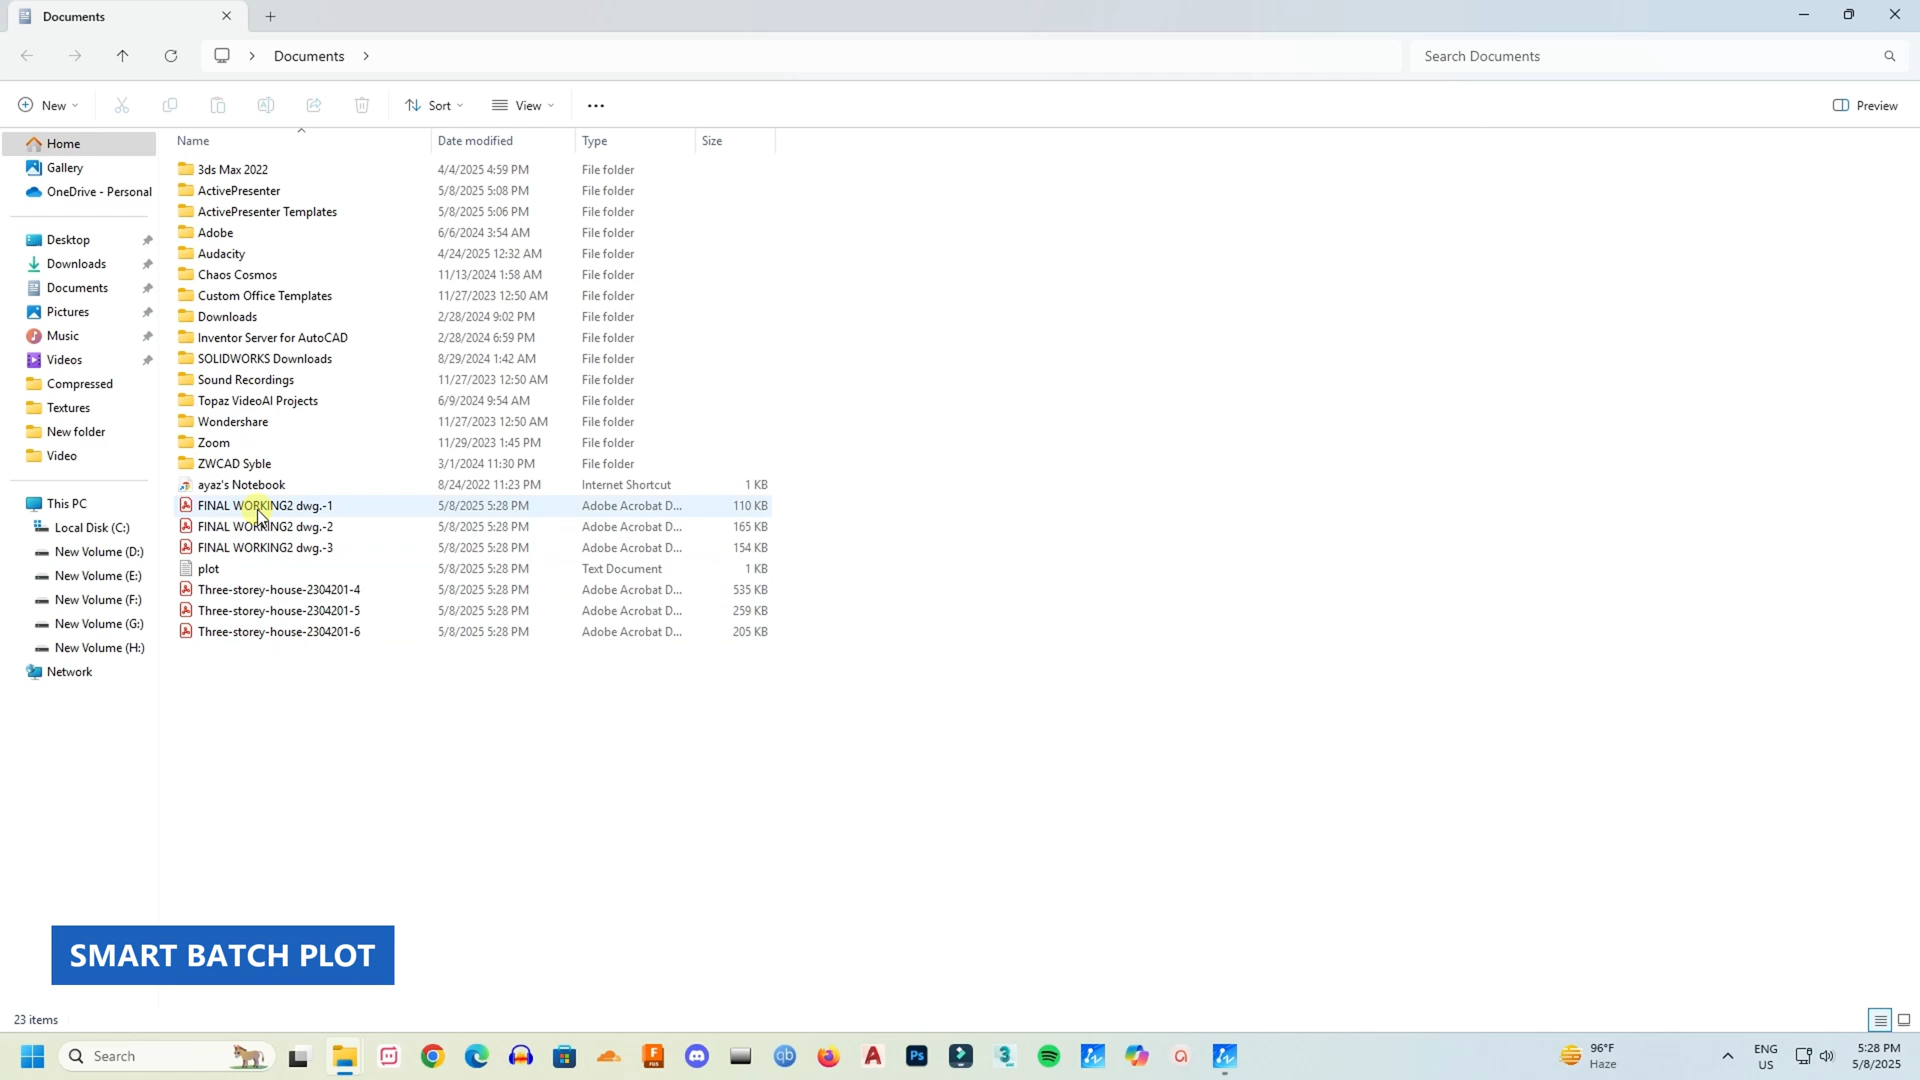 Documents
Documents
Search Documents
New
Sort
View
Preview
Home
Gallery
OneDrive - Personal
Desktop
Downloads
Documents
Pictures
Music
Videos
Compressed
Textures
New folder
Video
This PC
Local Disk (C:)
New Volume (D:)
New Volume (E:)
New Volume (F:)
New Volume (G:)
New Volume (H:)
Network
Name Date modified Type Size
3ds Max 2022 4/4/2025 4:59 PM File folder
ActivePresenter 5/8/2025 5:08 PM File folder
ActivePresenter Templates 5/8/2025 5:06 PM File folder
Adobe 6/6/2024 3:54 AM File folder
Audacity 4/24/2025 12:32 AM File folder
Chaos Cosmos 11/13/2024 1:58 AM File folder
Custom Office Templates 11/27/2023 12:50 AM File folder
Downloads 2/28/2024 9:02 PM File folder
Inventor Server for AutoCAD 2/28/2024 6:59 PM File folder
SOLIDWORKS Downloads 8/29/2024 1:42 AM File folder
Sound Recordings 11/27/2023 12:50 AM File folder
Topaz VideoAI Projects 6/9/2024 9:54 AM File folder
Wondershare 11/27/2023 12:50 AM File folder
Zoom 11/29/2023 1:45 PM File folder
ZWCAD Syble 3/1/2024 11:30 PM File folder
ayaz's Notebook 8/24/2022 11:23 PM Internet Shortcut 1 KB
FINAL WORKING2 dwg.-1 5/8/2025 5:28 PM Adobe Acrobat D... 110 KB
FINAL WORKING2 dwg.-2 5/8/2025 5:28 PM Adobe Acrobat D... 165 KB
FINAL WORKING2 dwg.-3 5/8/2025 5:28 PM Adobe Acrobat D... 154 KB
plot 5/8/2025 5:28 PM Text Document 1 KB
Three-storey-house-2304201-4 5/8/2025 5:28 PM Adobe Acrobat D... 535 KB
Three-storey-house-2304201-5 5/8/2025 5:28 PM Adobe Acrobat D... 259 KB
Three-storey-house-2304201-6 5/8/2025 5:28 PM Adobe Acrobat D... 205 KB
SMART BATCH PLOT
23 items
Search
F
FUS
qb
A
Ps
3
96°F
Haze
ENG
US
5:28 PM
5/8/2025